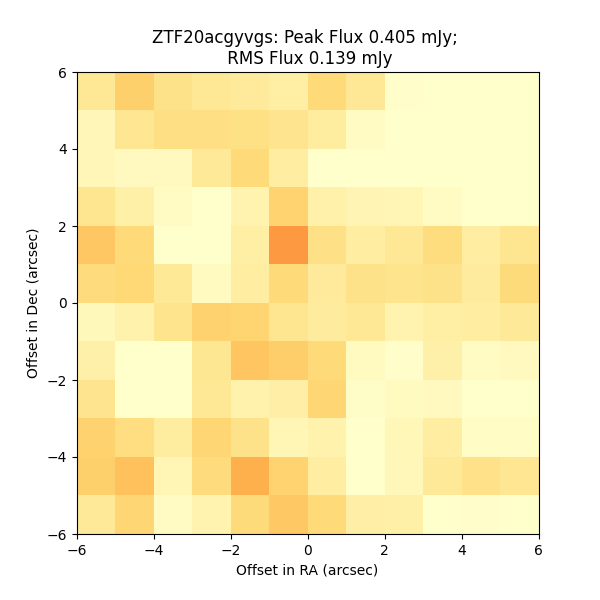 ZTF20acgyvgs: Peak Flux 0.405 mJy;
RMS Flux 0.139 mJy
6
4
2
0
−2
−4
−6
Offset in Dec (arcsec)
−6 −4 −2 0 2 4 6
Offset in RA (arcsec)